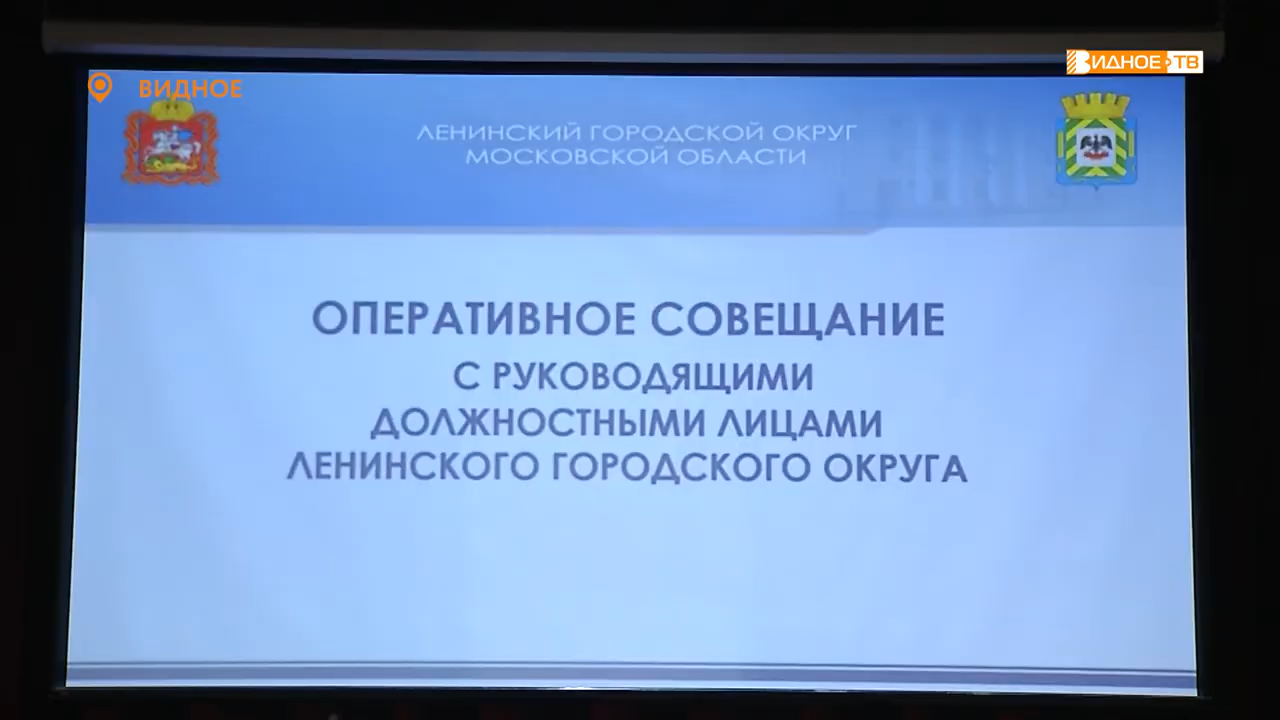 ВИДНОЕ
ВИДНОЕ ТВ
ЛЕНИНСКИЙ ГОРОДСКОЙ ОКРУГ
МОСКОВСКОЙ ОБЛАСТИ
ОПЕРАТИВНОЕ СОВЕЩАНИЕ
С РУКОВОДЯЩИМИ
ДОЛЖНОСТНЫМИ ЛИЦАМИ
ЛЕНИНСКОГО ГОРОДСКОГО ОКРУГА